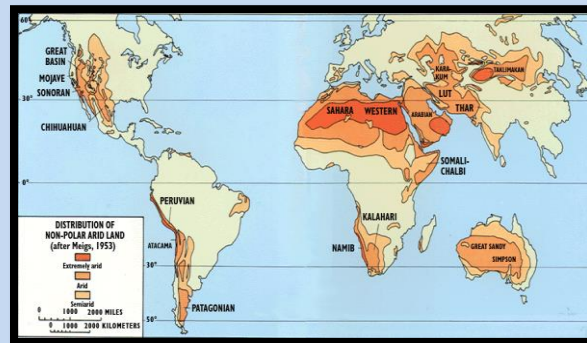 60°
GREAT
BASIN
MOJAVE
SONORAN
30°
CHIHUAHUAN
KARA-
KUM
TAKLIMAKAN
LUT
THAR
SAHARA WESTERN
ARABIAN
SOMALI-
CHALBI
0°
PERUVIAN
KALAHARI
ATACAMA
NAMIB
GREAT SANDY
SIMPSON
30°
PATAGONIAN
50°
DISTRIBUTION OF
NON-POLAR ARID LAND
(after Meigs, 1953)
Extremely arid
Arid
Semiarid
0 1000 2000 MILES
0 1000 2000 KILOMETERS